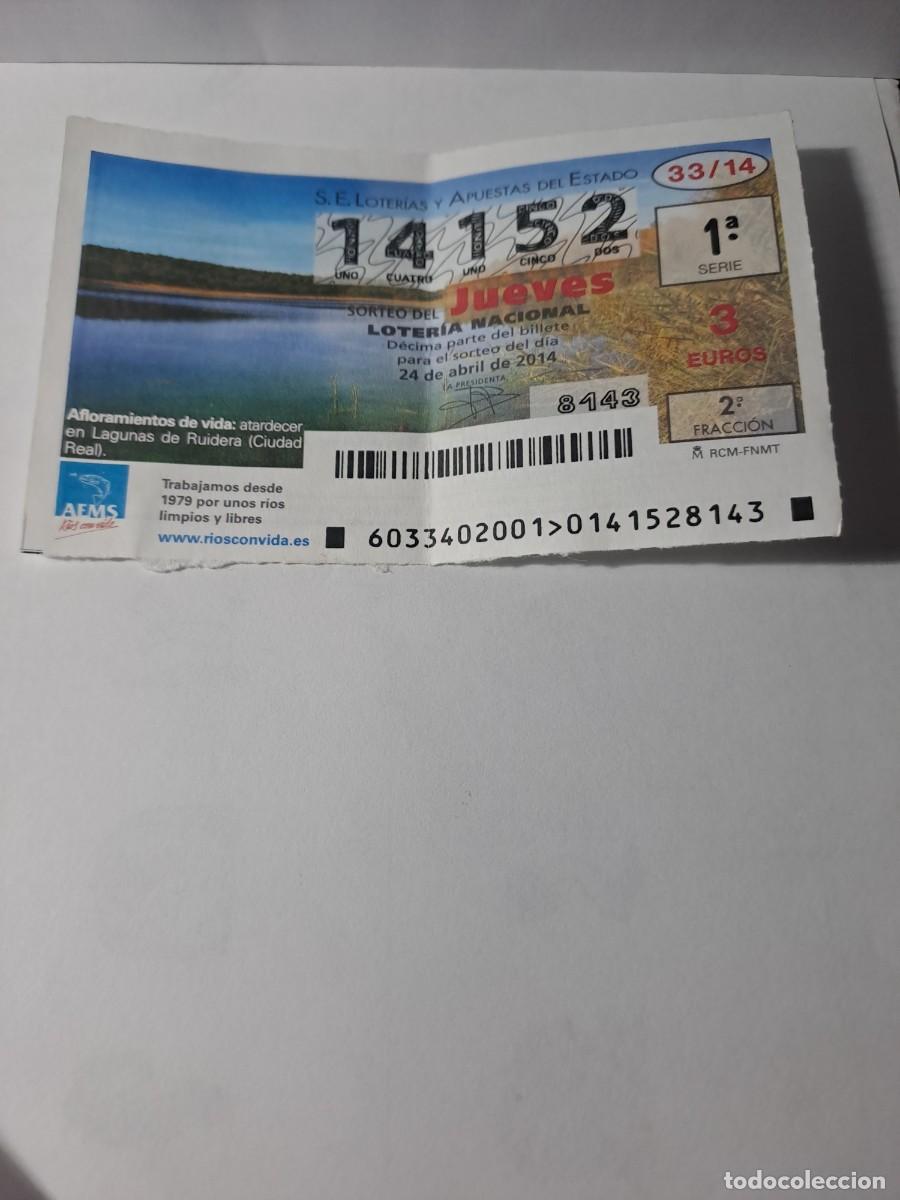 S.E. LOTERÍAS Y APUESTAS DEL ESTADO
33/14
14152
UNO CUATRO UNO CINCO DOS
1ª
SERIE
SORTEO DEL Jueves
LOTERÍA NACIONAL
Décima parte del billete
para el sorteo del día
24 de abril de 2014
LA PRESIDENTA
3
EUROS
8143
2ª
FRACCIÓN
RCM-FNMT
Afloramientos de vida: atardecer
en Lagunas de Ruidera (Ciudad
Real).
AEMS
Ríos con vida
Trabajamos desde
1979 por unos ríos
limpios y libres
www.riosconvida.es
6033402001>0141528143
todocoleccion